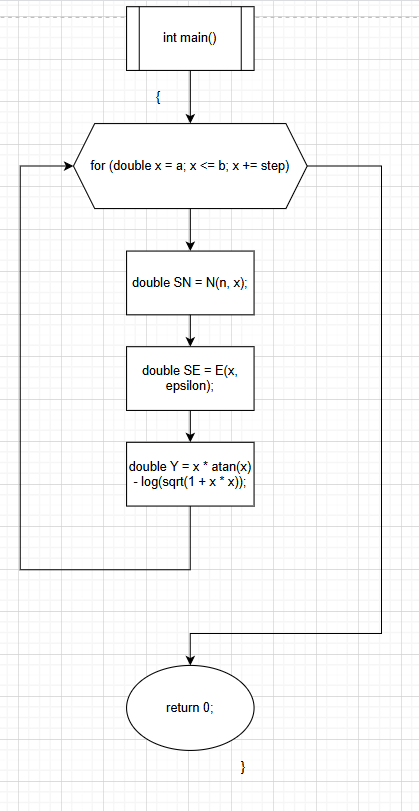 int main()
{
for (double x = a; x <= b; x += step)
double SN = N(n, x);
double SE = E(x,
epsilon);
double Y = x * atan(x)
- log(sqrt(1 + x * x));
return 0;
}